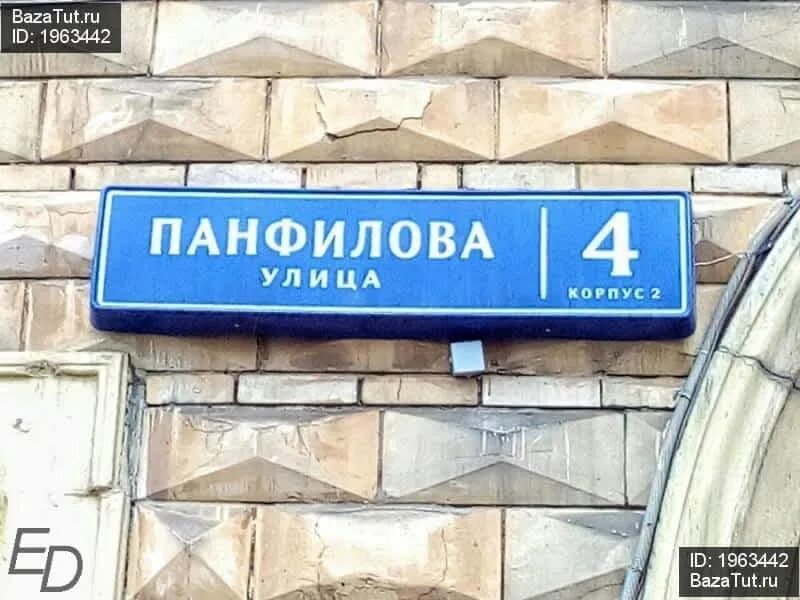 BazaTut.ru
ID: 1963442
ПАНФИЛОВА
УЛИЦА
4
КОРПУС 2
ED
ID: 1963442
BazaTut.ru